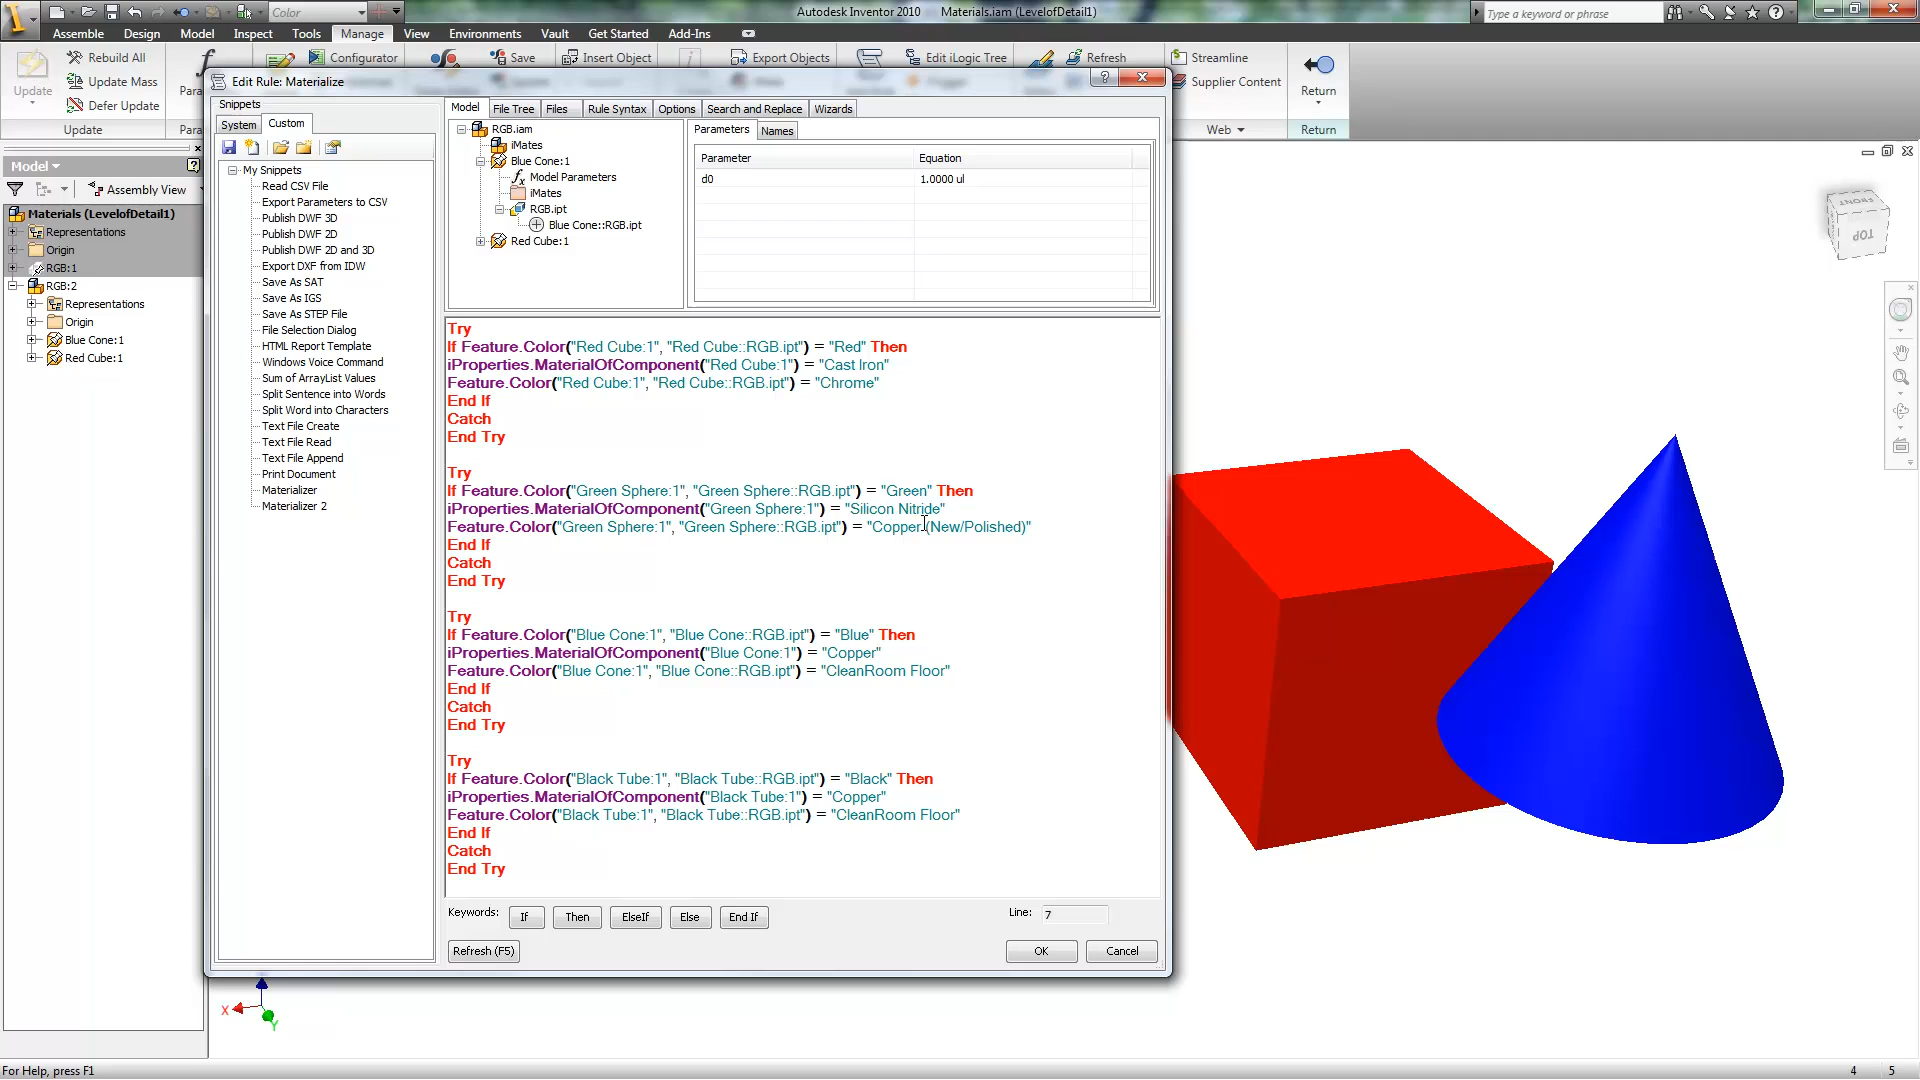 Color
Autodesk Inventor 2010 Materials.iam (LevelofDetail1)
Type a keyword or phrase
Assemble Design Model Inspect Tools Manage View Environments Vault Get Started Add-Ins
Update
Rebuild All
Update Mass
Defer Update
Update
Configurator
Save
Insert Object
Export Objects
Edit iLogic Tree
Refresh
Streamline
Supplier Content
Web
Return
Return
Model
Assembly View
Materials (LevelofDetail1)
Representations
Origin
RGB:1
RGB:2
Representations
Origin
Blue Cone:1
Red Cube:1
Edit Rule: Materialize
Snippets
System Custom
My Snippets
Read CSV File
Export Parameters to CSV
Publish DWF 3D
Publish DWF 2D
Publish DWF 2D and 3D
Export DXF from IDW
Save As SAT
Save As IGS
Save As STEP File
File Selection Dialog
HTML Report Template
Windows Voice Command
Sum of ArrayList Values
Split Sentence into Words
Split Word into Characters
Text File Create
Text File Read
Text File Append
Print Document
Materializer
Materializer 2
Model File Tree Files Rule Syntax Options Search and Replace Wizards
RGB.iam
iMates
Blue Cone:1
Model Parameters
iMates
RGB.ipt
Blue Cone::RGB.ipt
Red Cube:1
Parameters Names
Parameter Equation
d0 1.0000 ul
Try
If Feature.Color("Red Cube:1", "Red Cube::RGB.ipt") = "Red" Then
iProperties.MaterialOfComponent("Red Cube:1") = "Cast Iron"
Feature.Color("Red Cube:1", "Red Cube::RGB.ipt") = "Chrome"
End If
Catch
End Try
Try
If Feature.Color("Green Sphere:1", "Green Sphere::RGB.ipt") = "Green" Then
iProperties.MaterialOfComponent("Green Sphere:1") = "Silicon Nitride"
Feature.Color("Green Sphere:1", "Green Sphere::RGB.ipt") = "Copper (New/Polished)"
End If
Catch
End Try
Try
If Feature.Color("Blue Cone:1", "Blue Cone::RGB.ipt") = "Blue" Then
iProperties.MaterialOfComponent("Blue Cone:1") = "Copper"
Feature.Color("Blue Cone:1", "Blue Cone::RGB.ipt") = "CleanRoom Floor"
End If
Catch
End Try
Try
If Feature.Color("Black Tube:1", "Black Tube::RGB.ipt") = "Black" Then
iProperties.MaterialOfComponent("Black Tube:1") = "Copper"
Feature.Color("Black Tube:1", "Black Tube::RGB.ipt") = "CleanRoom Floor"
End If
Catch
End Try
Keywords: If Then ElseIf Else End If Line: 7
Refresh (F5) OK Cancel
FRONT
TOP
X
Y
For Help, press F1 4 5